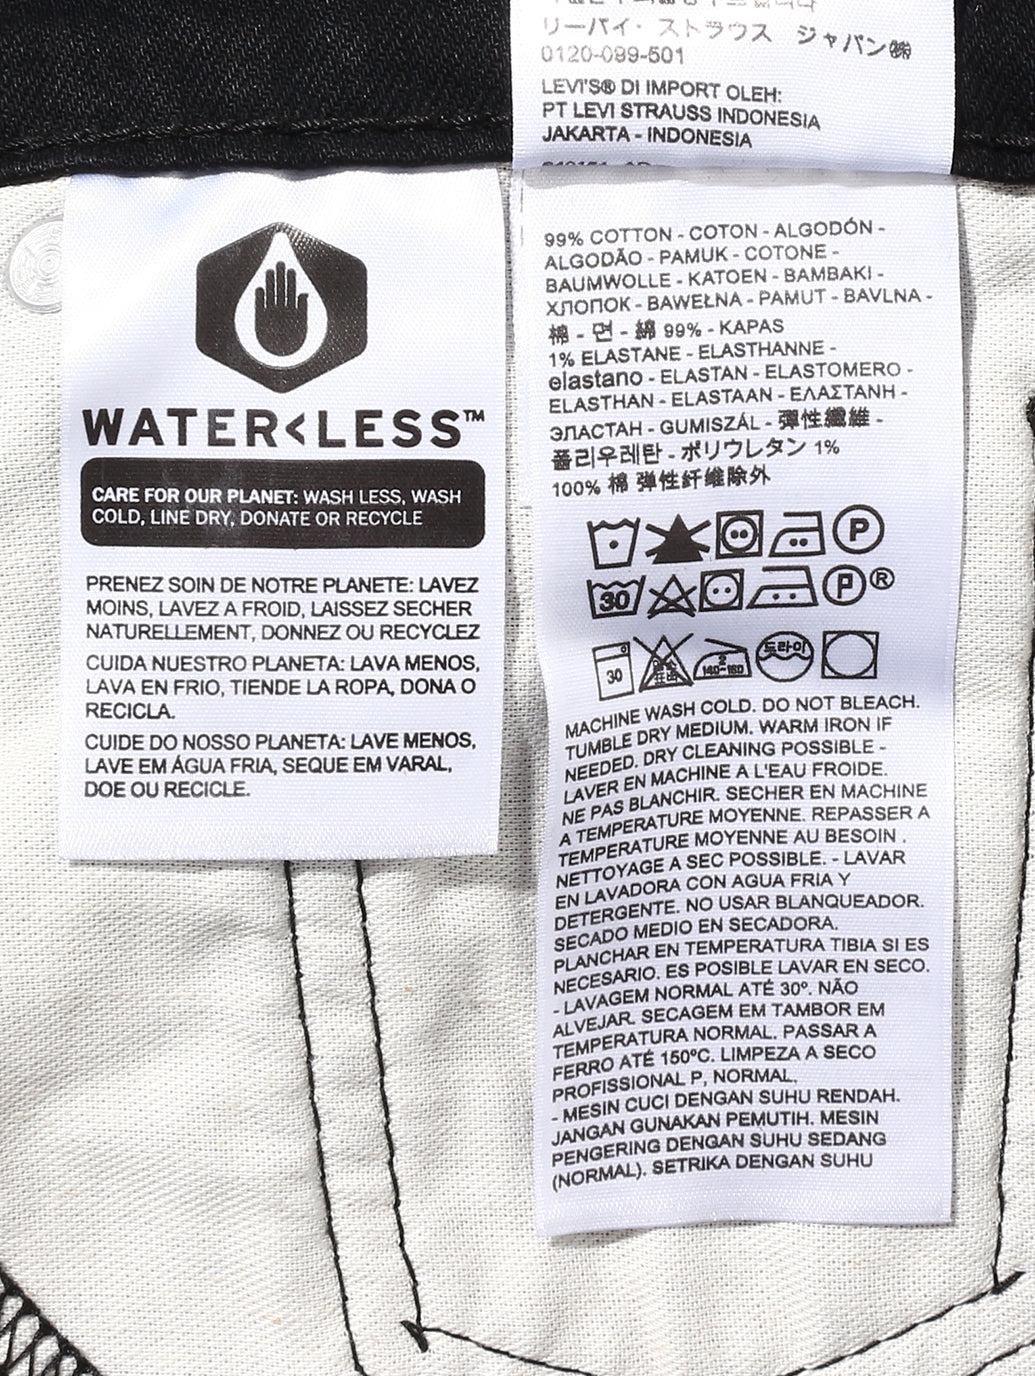 リーバイ・ストラウス ジャパン㈱
0120-099-501
LEVI'S® DI IMPORT OLEH:
PT LEVI STRAUSS INDONESIA
JAKARTA - INDONESIA
WATER<LESS™
CARE FOR OUR PLANET: WASH LESS, WASH
COLD, LINE DRY, DONATE OR RECYCLE
PRENEZ SOIN DE NOTRE PLANETE: LAVEZ
MOINS, LAVEZ A FROID, LAISSEZ SECHER
NATURELLEMENT, DONNEZ OU RECYCLEZ
CUIDA NUESTRO PLANETA: LAVA MENOS,
LAVA EN FRIO, TIENDE LA ROPA, DONA O
RECICLA.
CUIDE DO NOSSO PLANETA: LAVE MENOS,
LAVE EM ÁGUA FRIA, SEQUE EM VARAL,
DOE OU RECICLE.
99% COTTON - COTON - ALGODÓN -
ALGODÃO - PAMUK - COTONE -
BAUMWOLLE - KATOEN - BAMBAKI -
ХЛОПОК - BAWEŁNA - PAMUT - BAVLNA -
棉 - 면 - 綿 99% - KAPAS
1% ELASTANE - ELASTHANNE -
elastano - ELASTAN - ELASTOMERO -
ELASTHAN - ELASTAAN - ΕΛΑΣΤΑΝΗ -
ЭЛАСТАН - GUMISZÁL - 彈性纖維 -
폴리우레탄 - ポリウレタン 1%
100% 棉 弹性纤维除外
P
30 P ®
30 2 140~160 드라이
MACHINE WASH COLD. DO NOT BLEACH.
TUMBLE DRY MEDIUM. WARM IRON IF
NEEDED. DRY CLEANING POSSIBLE -
LAVER EN MACHINE A L'EAU FROIDE.
NE PAS BLANCHIR. SECHER EN MACHINE
A TEMPERATURE MOYENNE. REPASSER A
TEMPERATURE MOYENNE AU BESOIN .
NETTOYAGE A SEC POSSIBLE. - LAVAR
EN LAVADORA CON AGUA FRIA Y
DETERGENTE. NO USAR BLANQUEADOR.
SECADO MEDIO EN SECADORA.
PLANCHAR EN TEMPERATURA TIBIA SI ES
NECESARIO. ES POSIBLE LAVAR EN SECO.
- LAVAGEM NORMAL ATÉ 30º. NÃO
ALVEJAR. SECAGEM EM TAMBOR EM
TEMPERATURA NORMAL. PASSAR A
FERRO ATÉ 150ºC. LIMPEZA A SECO
PROFISSIONAL P, NORMAL.
- MESIN CUCI DENGAN SUHU RENDAH.
JANGAN GUNAKAN PEMUTIH. MESIN
PENGERING DENGAN SUHU SEDANG
(NORMAL). SETRIKA DENGAN SUHU